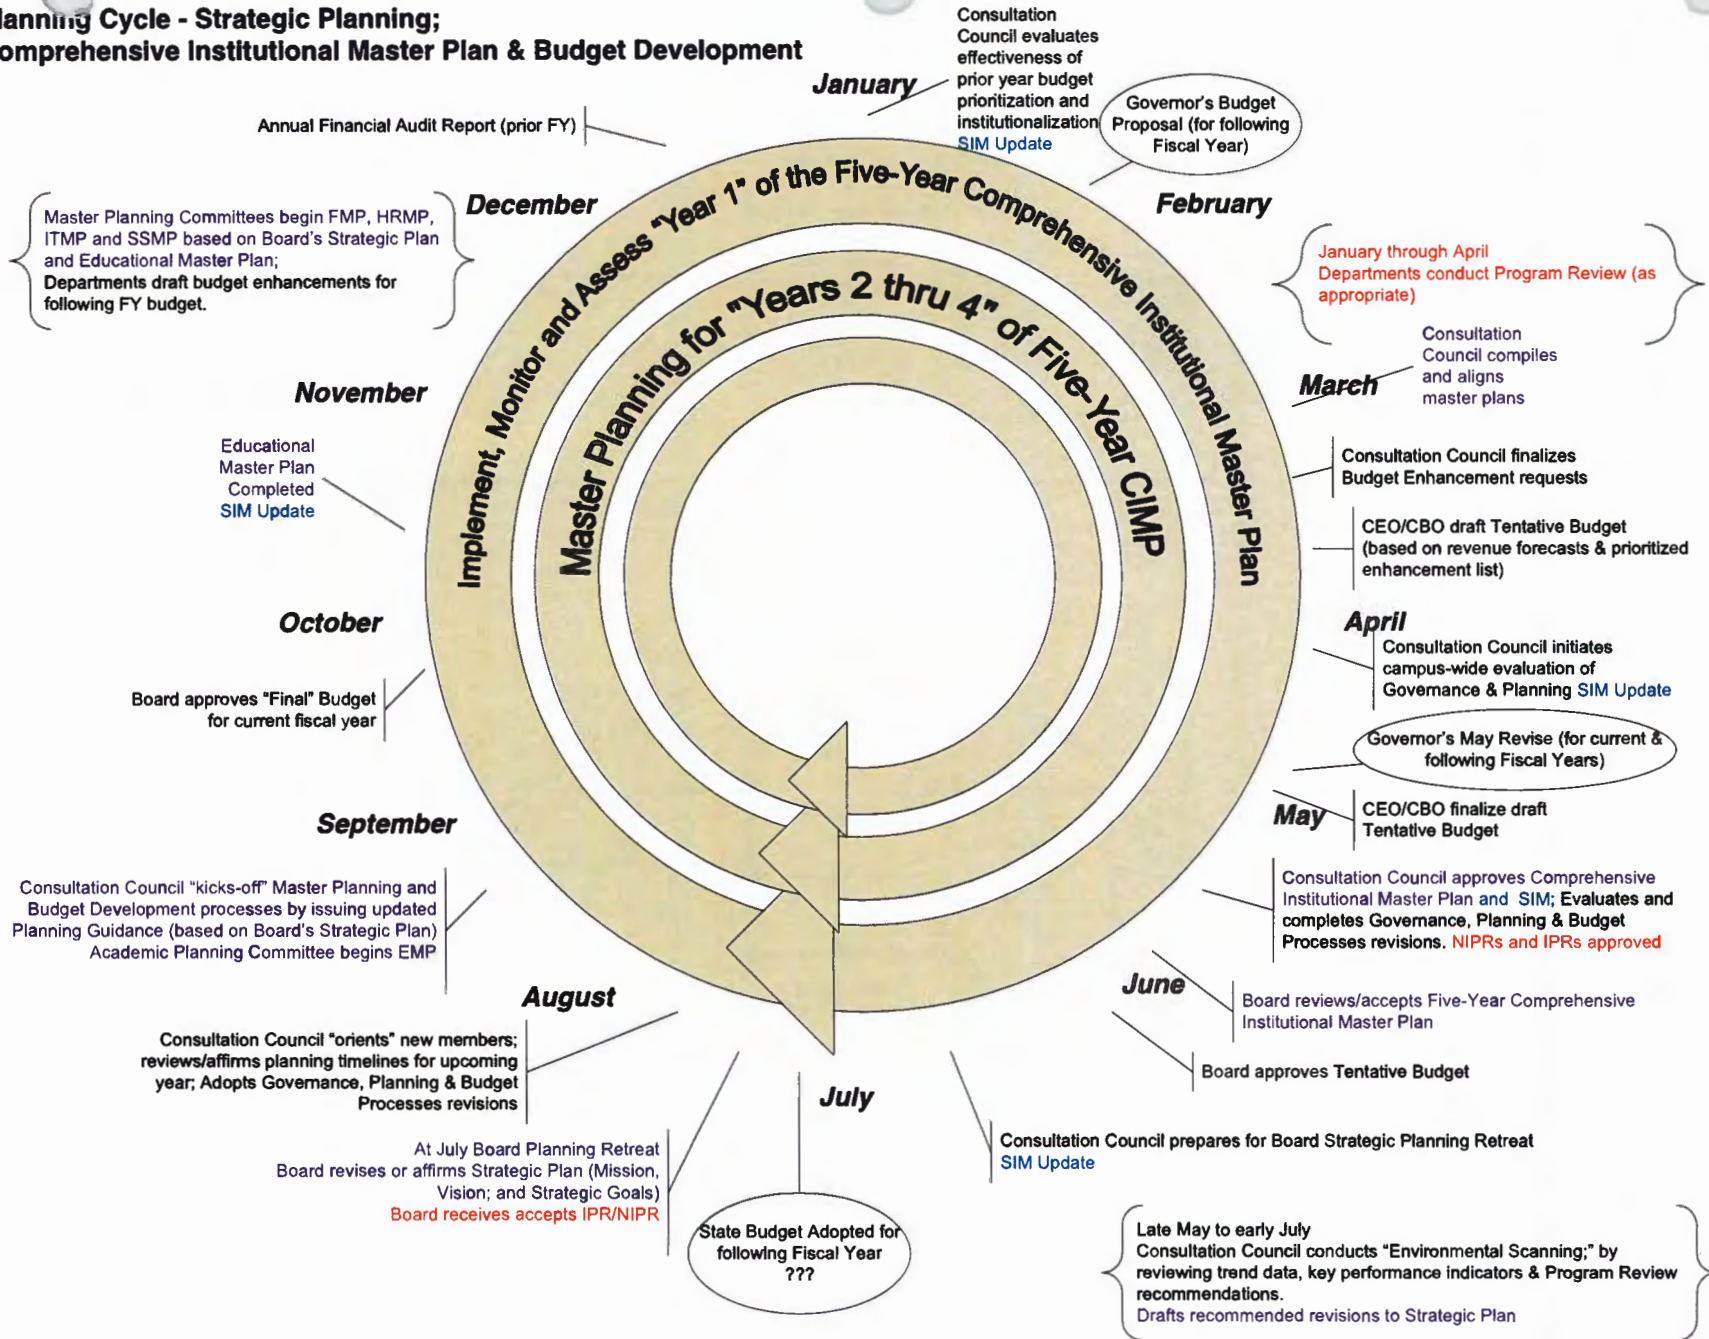 lanning Cycle - Strategic Planning;
omprehensive Institutional Master Plan & Budget Development
January
Consultation
Council evaluates
effectiveness of
prior year budget
prioritization and
institutionalization
SIM Update
Governor's Budget
Proposal (for following
Fiscal Year)
February
January through April
Departments conduct Program Review (as
appropriate)
March
Consultation
Council compiles
and aligns
master plans
Consultation Council finalizes
Budget Enhancement requests
CEO/CBO draft Tentative Budget
(based on revenue forecasts & prioritized
enhancement list)
April
Consultation Council initiates
campus-wide evaluation of
Governance & Planning SIM Update
Governor's May Revise (for current &
following Fiscal Years)
May
CEO/CBO finalize draft
Tentative Budget
Consultation Council approves Comprehensive
Institutional Master Plan and SIM; Evaluates and
completes Governance, Planning & Budget
Processes revisions. NIPRs and IPRs approved
June
Board reviews/accepts Five-Year Comprehensive
Institutional Master Plan
Board approves Tentative Budget
Consultation Council prepares for Board Strategic Planning Retreat
SIM Update
Late May to early July
Consultation Council conducts "Environmental Scanning;" by
reviewing trend data, key performance indicators & Program Review
recommendations.
Drafts recommended revisions to Strategic Plan
July
State Budget Adopted for
following Fiscal Year
???
At July Board Planning Retreat
Board revises or affirms Strategic Plan (Mission,
Vision; and Strategic Goals)
Board receives accepts IPR/NIPR
August
Consultation Council "orients" new members;
reviews/affirms planning timelines for upcoming
year; Adopts Governance, Planning & Budget
Processes revisions
September
Consultation Council "kicks-off" Master Planning and
Budget Development processes by issuing updated
Planning Guidance (based on Board's Strategic Plan)
Academic Planning Committee begins EMP
October
Board approves "Final" Budget
for current fiscal year
November
Educational
Master Plan
Completed
SIM Update
December
Master Planning Committees begin FMP, HRMP,
ITMP and SSMP based on Board's Strategic Plan
and Educational Master Plan;
Departments draft budget enhancements for
following FY budget.
Annual Financial Audit Report (prior FY)
Implement, Monitor and Assess "Year 1" of the Five-Year Comprehensive Institutional Master Plan
Master Planning for "Years 2 thru 4" of Five-Year CIMP